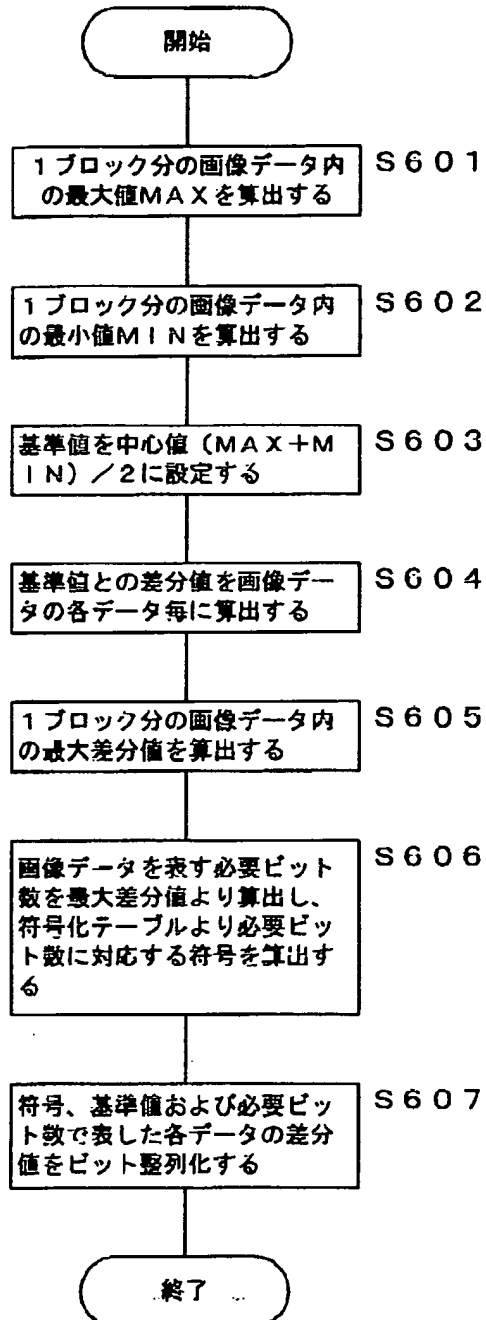 開始
1ブロック分の画像データ内
の最大値MAXを算出する
S601
1ブロック分の画像データ内
の最小値MINを算出する
S602
基準値を中心値（MAX＋M
IN）／2に設定する
S603
基準値との差分値を画像デー
タの各データ毎に算出する
S604
1ブロック分の画像データ内
の最大差分値を算出する
S605
画像データを表す必要ビット
数を最大差分値より算出し、
符号化テーブルより必要ビッ
ト数に対応する符号を算出す
る
S606
符号、基準値および必要ビッ
ト数で表した各データの差分
値をビット整列化する
S607
終了